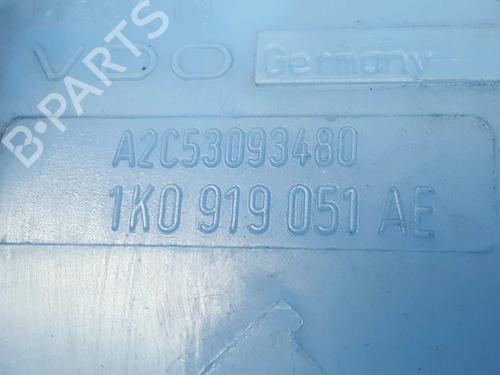 VDO Germany
A2C53093480
1K0 919 051 AE
B-PARTS